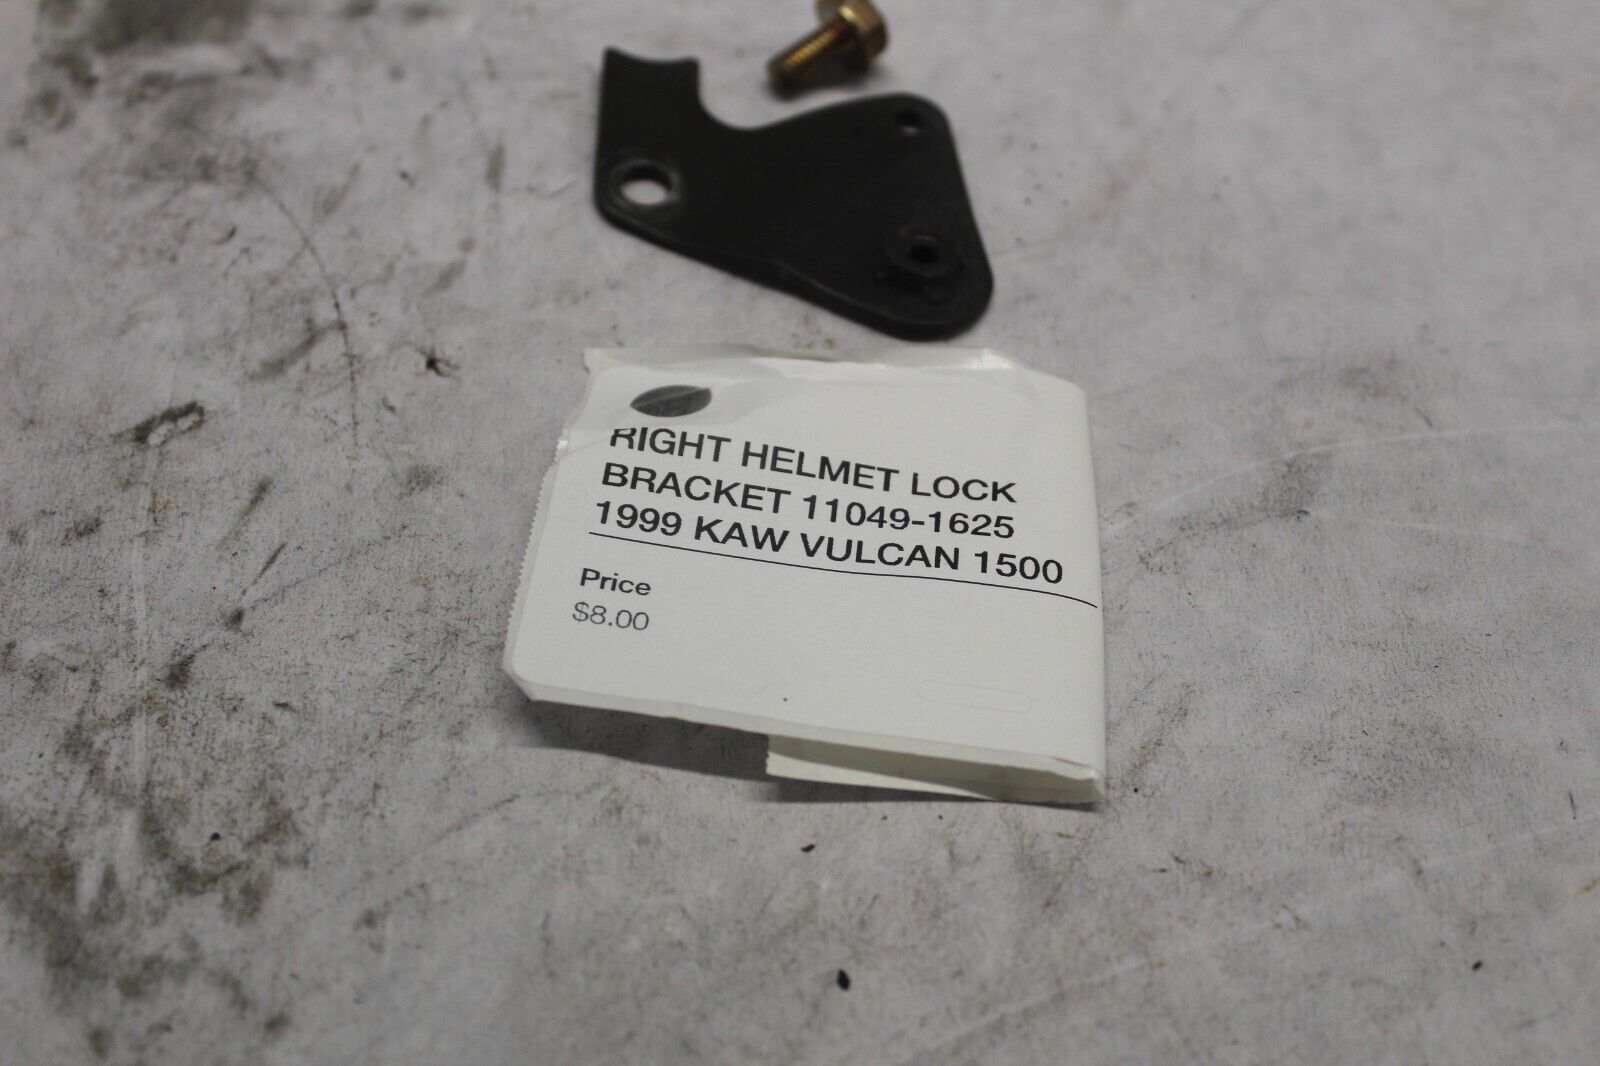 RIGHT HELMET LOCK
BRACKET 11049-1625
1999 KAW VULCAN 1500
Price
$8.00